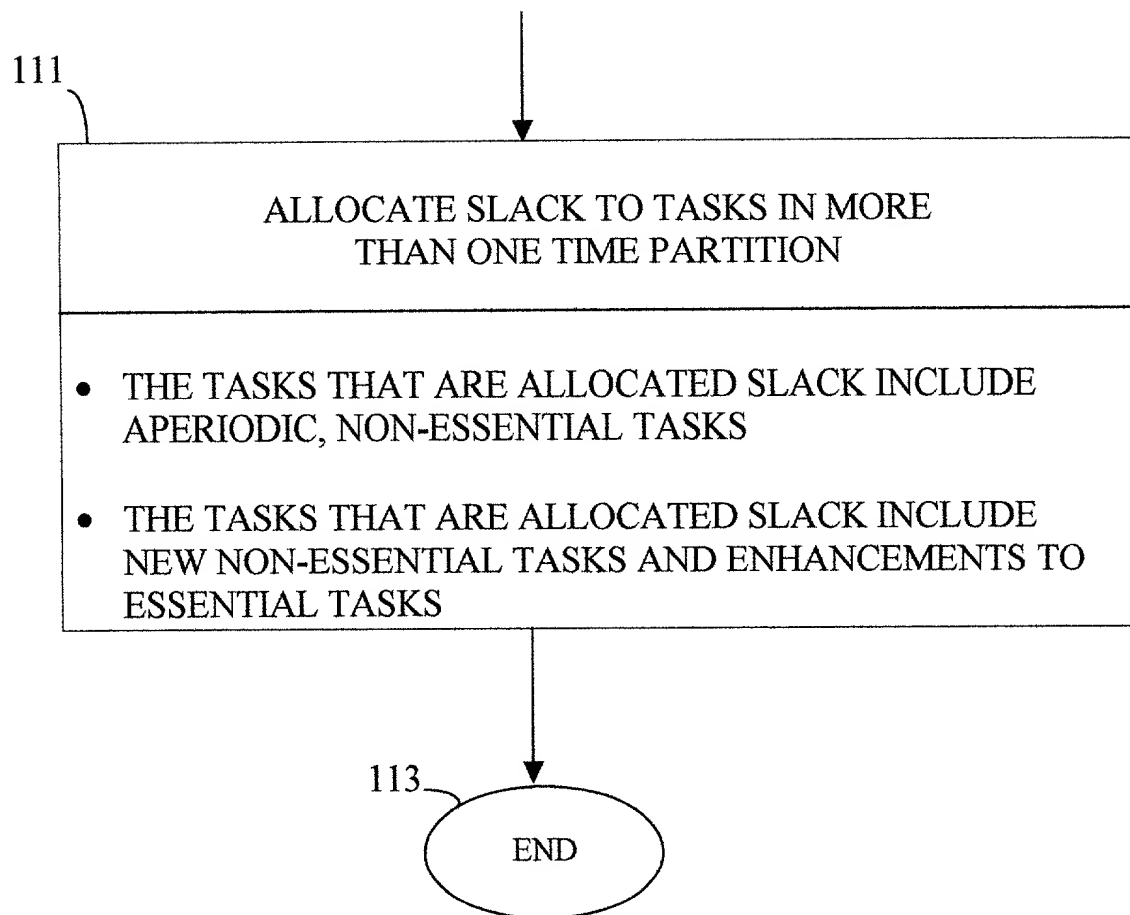 111
ALLOCATE SLACK TO TASKS IN MORE
THAN ONE TIME PARTITION
• THE TASKS THAT ARE ALLOCATED SLACK INCLUDE
APERIODIC, NON-ESSENTIAL TASKS
• THE TASKS THAT ARE ALLOCATED SLACK INCLUDE
NEW NON-ESSENTIAL TASKS AND ENHANCEMENTS TO
ESSENTIAL TASKS
113
END